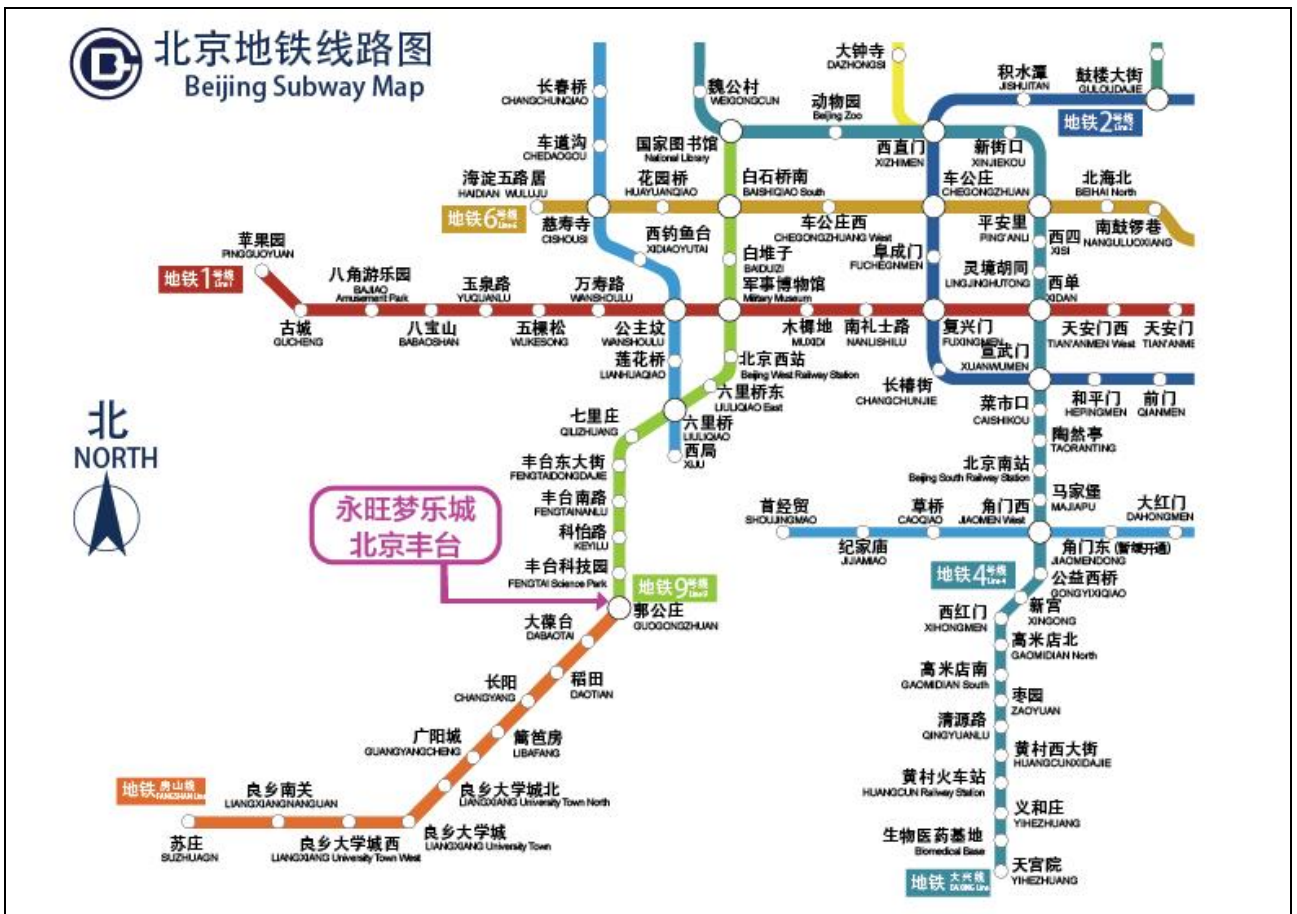 北京地铁线路图
Beijing Subway Map
长春桥
CHANGCHUNQIAO
魏公村
WEIGONGCUN
大钟寺
DAZHONGSI
动物园
Beijing Zoo
积水潭
JISHUITAN
鼓楼大街
GULOUDAJIE
地铁2号线
Line2
车道沟
CHEDAOGOU
国家图书馆
National Library
西直门
XIZHIMEN
新街口
XINJIEKOU
海淀五路居
HAIDIAN WULUJU
花园桥
HUAYUANQIAO
白石桥南
BAISHIQIAO South
车公庄
CHEGONGZHUAN
北海北
BEIHAI North
地铁6号线
慈寿寺
CISHOUSI
西钓鱼台
XIDIAOYUTAI
车公庄西
CHEGONGZHUANG West
平安里
PING'ANLI
南鼓锣巷
NANGULUOXIANG
苹果园
PINGGUOYUAN
白堆子
BAIDUIZI
阜成门
FUCHEGNMEN
西四
XISI
地铁1号线
Line1
八角游乐园
BAJIAO
Amusement Park
玉泉路
YUQUANLU
万寿路
WANSHOULU
军事博物馆
Military Museum
灵境胡同
LINGJINGHUTONG
西单
XIDAN
古城
GUCHENG
八宝山
BABAOSHAN
五棵松
WUKESONG
公主坟
WANSHOULU
木樨地
MUXIDI
南礼士路
NANLISHILU
复兴门
FUXINGMEN
天安门西
TIAN'ANMEN West
天安门
TIAN'ANME
莲花桥
LIANHUAQIAO
北京西站
Beijing West Railway Station
宣武门
XUANWUMEN
六里桥东
LIULIQIAO East
长椿街
CHANGCHUNJIE
菜市口
CAISHIKOU
和平门
HEPINGMEN
前门
QIANMEN
北
NORTH
七里庄
QILIZHUANG
六里桥
LIULIQIAO
陶然亭
TAORANTING
丰台东大街
FENGTAIDONGDAJIE
西局
XIJU
北京南站
Beijing South Railway Station
丰台南路
FENGTAINANLU
首经贸
SHOUJINGMAO
草桥
CAOQIAO
角门西
JIAOMEN West
马家堡
MAJIAPU
大红门
DAHONGMEN
永旺梦乐城
北京丰台
科怡路
KEYILU
纪家庙
JIJIAMIAO
角门东 (暂缓开通)
JIAOMENDONG
丰台科技园
FENGTAI Science Park
地铁9号线
Line9
地铁4号线
Line4
公益西桥
GONGYIXIQIAO
郭公庄
GUOGONGZHUAN
西红门
XIHONGMEN
新宫
XINGONG
大葆台
DABAOTAI
高米店北
GAOMIDIAN North
稻田
DAOTIAN
高米店南
GAOMIDIAN South
长阳
CHANGYANG
枣园
ZAOYUAN
清源路
QINGYUANLU
广阳城
GUANGYANGCHENG
篱笆房
LIBAFANG
黄村西大街
HUANGCUNXIDAJIE
黄村火车站
HUANGCUN Railway Station
地铁 房山线
FANGSHAN Line
良乡南关
LIANGXIANGNANGUAN
良乡大学城北
LIANGXIANG University Town North
义和庄
YIHEZHUANG
苏庄
SUZHUAGN
良乡大学城西
LIANGXIANG University Town West
良乡大学城
LIANGXIANG University Town
生物医药基地
Biomedical Base
地铁 大兴线
DAXING Line
天宫院
YIHEZHUANG